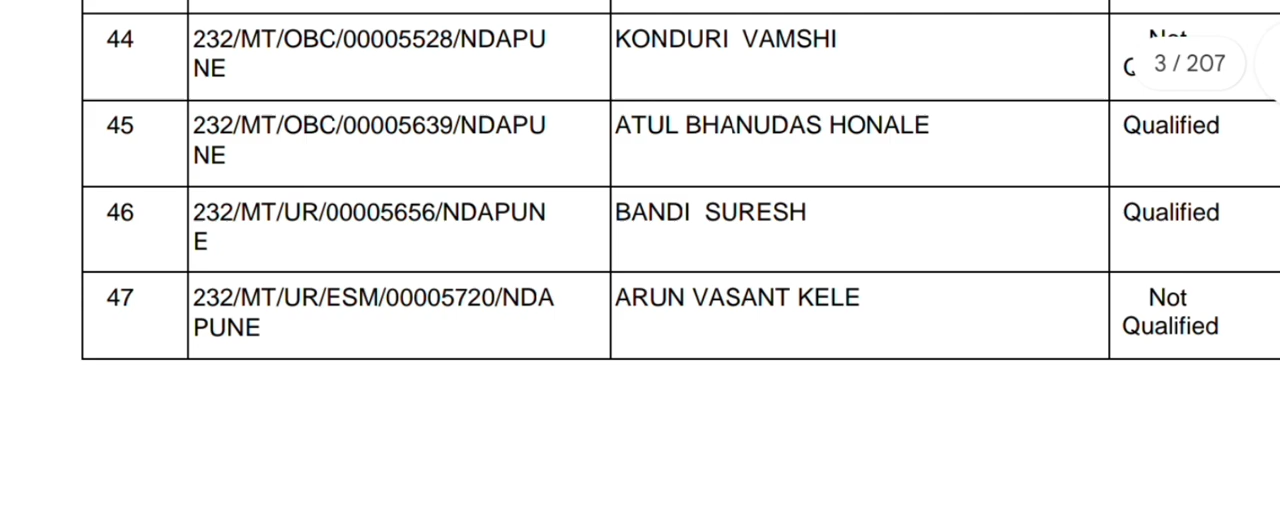 44 232/MT/OBC/00005528/NDAPU KONDURI VAMSHI Not
NE
3 / 207
45 232/MT/OBC/00005639/NDAPU ATUL BHANUDAS HONALE Qualified
NE
46 232/MT/UR/00005656/NDAPUN BANDI SURESH Qualified
E
47 232/MT/UR/ESM/00005720/NDA ARUN VASANT KELE Not
PUNE Qualified